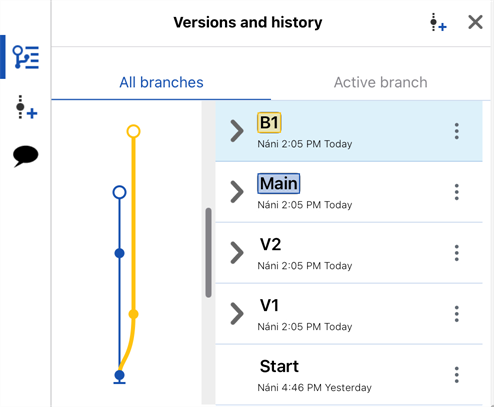 Versions and history
All branches
Active branch
B1
Náni 2:05 PM Today
Main
Náni 2:05 PM Today
V2
Náni 2:05 PM Today
V1
Náni 2:05 PM Today
Start
Náni 4:46 PM Yesterday